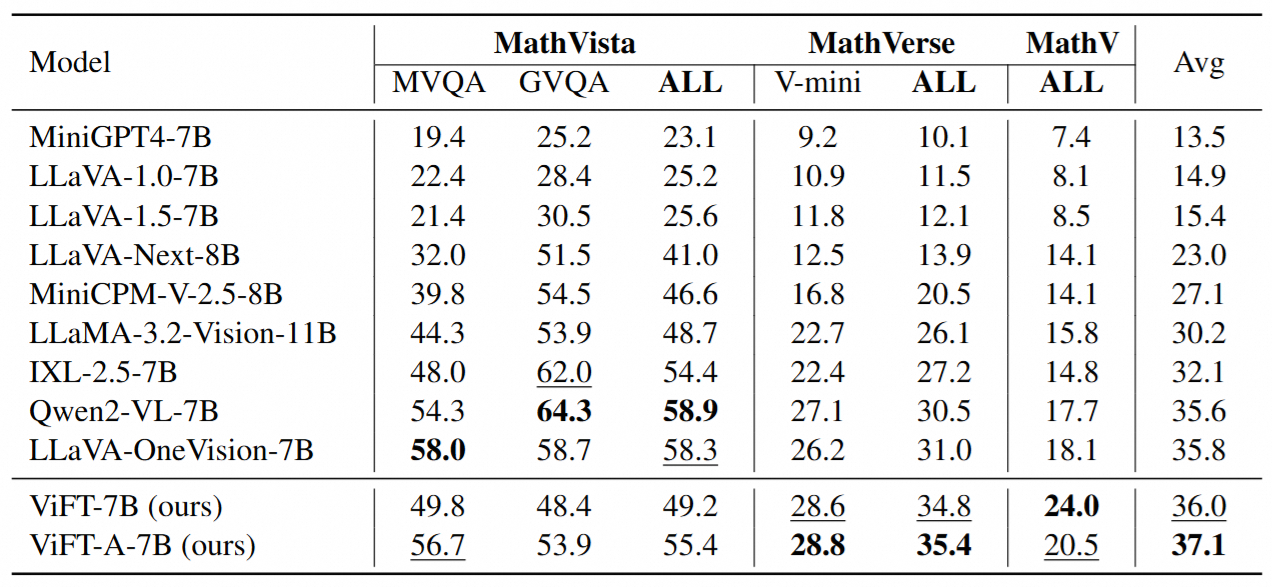 Model MathVista MathVerse MathV Avg
MVQA GVQA ALL V-mini ALL ALL
MiniGPT4-7B 19.4 25.2 23.1 9.2 10.1 7.4 13.5
LLaVA-1.0-7B 22.4 28.4 25.2 10.9 11.5 8.1 14.9
LLaVA-1.5-7B 21.4 30.5 25.6 11.8 12.1 8.5 15.4
LLaVA-Next-8B 32.0 51.5 41.0 12.5 13.9 14.1 23.0
MiniCPM-V-2.5-8B 39.8 54.5 46.6 16.8 20.5 14.1 27.1
LLaMA-3.2-Vision-11B 44.3 53.9 48.7 22.7 26.1 15.8 30.2
IXL-2.5-7B 48.0 62.0 54.4 22.4 27.2 14.8 32.1
Qwen2-VL-7B 54.3 64.3 58.9 27.1 30.5 17.7 35.6
LLaVA-OneVision-7B 58.0 58.7 58.3 26.2 31.0 18.1 35.8
ViFT-7B (ours) 49.8 48.4 49.2 28.6 34.8 24.0 36.0
ViFT-A-7B (ours) 56.7 53.9 55.4 28.8 35.4 20.5 37.1